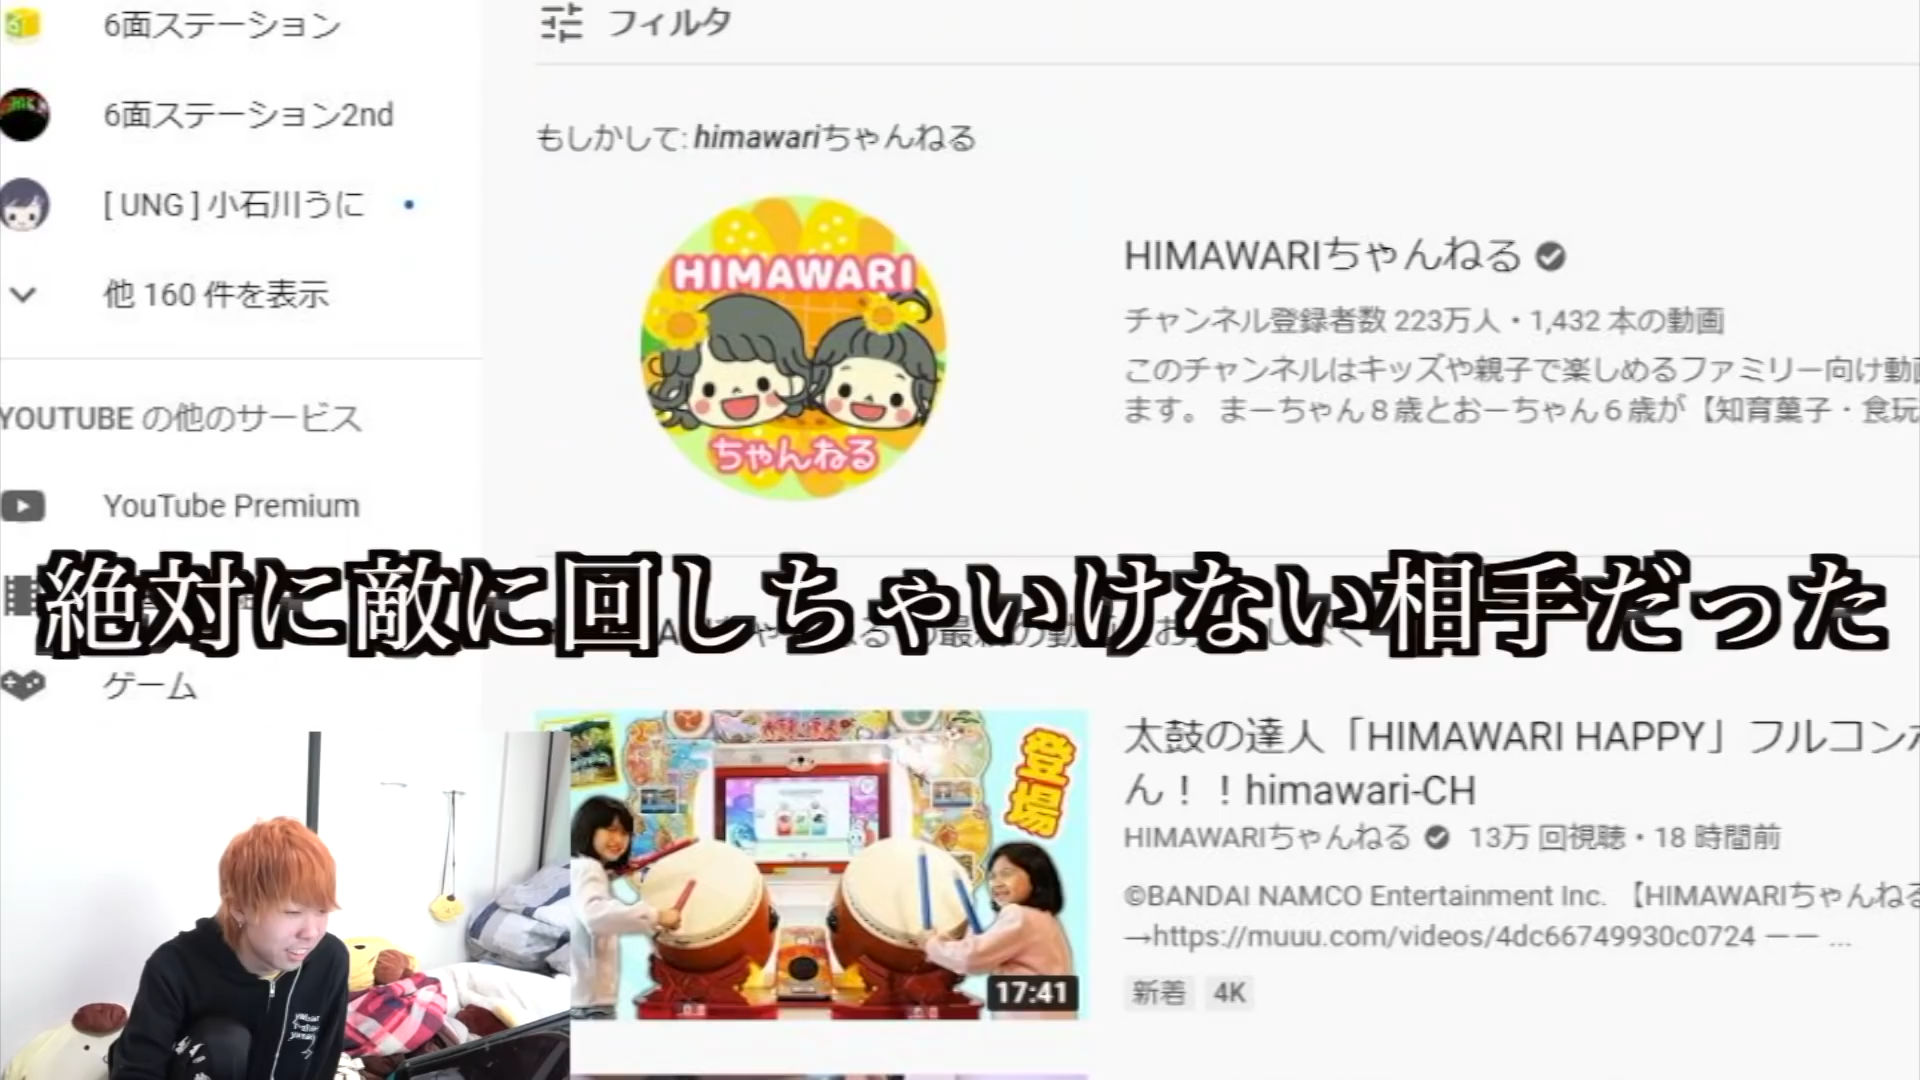 6面ステーション
6面ステーション2nd
[ UNG ] 小石川うに
他 160 件を表示
YOUTUBE の他のサービス
YouTube Premium
ゲーム
フィルタ
もしかして: himawariちゃんねる
HIMAWARI
ちゃんねる
HIMAWARIちゃんねる
チャンネル登録者数 223万人・1,432 本の動画
このチャンネルはキッズや親子で楽しめるファミリー向け動画
ます。 まーちゃん８歳とおーちゃん６歳が【知育菓子・食玩
絶対に敵に回しちゃいけない相手だった
登場
17:41
太鼓の達人「HIMAWARI HAPPY」フルコンボ
ん！！himawari-CH
HIMAWARIちゃんねる 13万 回視聴・18 時間前
©BANDAI NAMCO Entertainment Inc. 【HIMAWARIちゃんねる
→https://muuu.com/videos/4dc66749930c0724 ーー ...
新着 4K